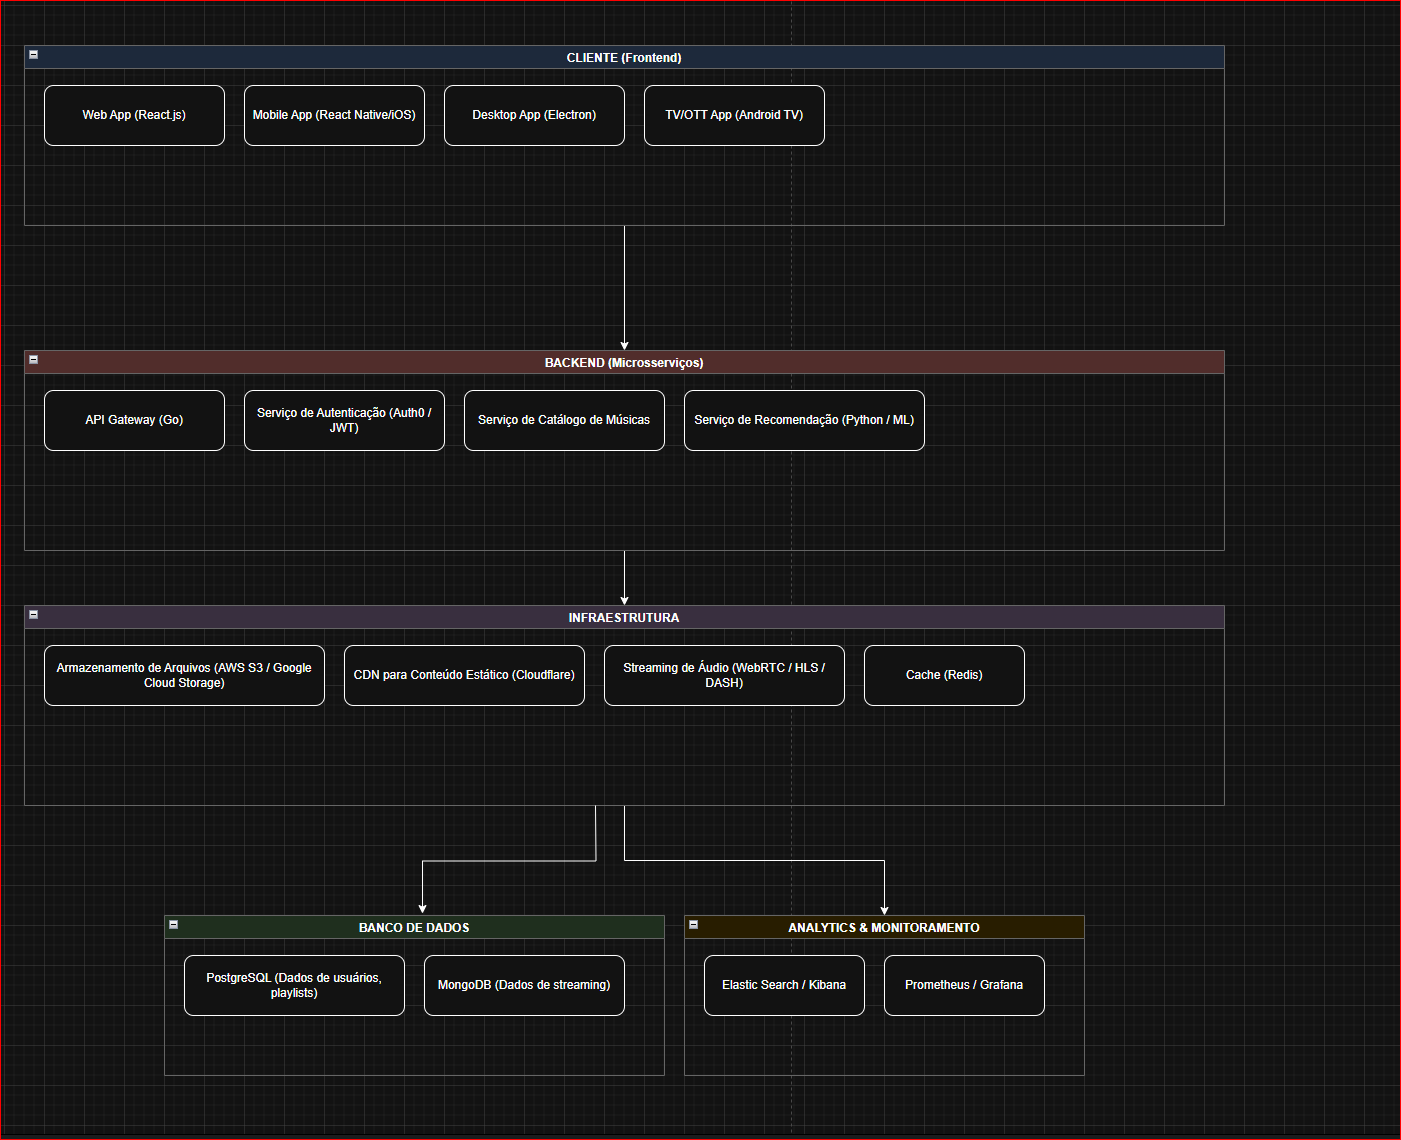 CLIENTE (Frontend)
Web App (React.js)
Mobile App (React Native/iOS)
Desktop App (Electron)
TV/OTT App (Android TV)
BACKEND (Microsserviços)
API Gateway (Go)
Serviço de Autenticação (Auth0 /
JWT)
Serviço de Catálogo de Músicas
Serviço de Recomendação (Python / ML)
INFRAESTRUTURA
Armazenamento de Arquivos (AWS S3 / Google
Cloud Storage)
CDN para Conteúdo Estático (Cloudflare)
Streaming de Áudio (WebRTC / HLS /
DASH)
Cache (Redis)
BANCO DE DADOS
PostgreSQL (Dados de usuários,
playlists)
MongoDB (Dados de streaming)
ANALYTICS & MONITORAMENTO
Elastic Search / Kibana
Prometheus / Grafana